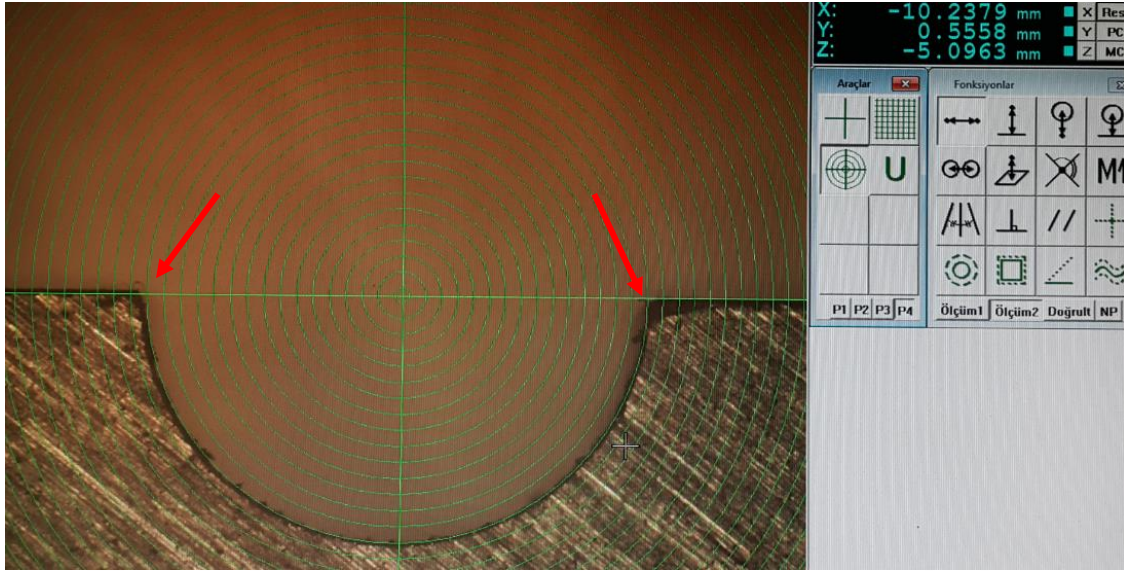 X: -10.2379 mm X Res
Y: 0.5558 mm Y PC
Z: -5.0963 mm Z MC
Araçlar
Fonksiyonlar
U
M1
P1 P2 P3 P4
Ölçüm1 Ölçüm2 Doğrult NP